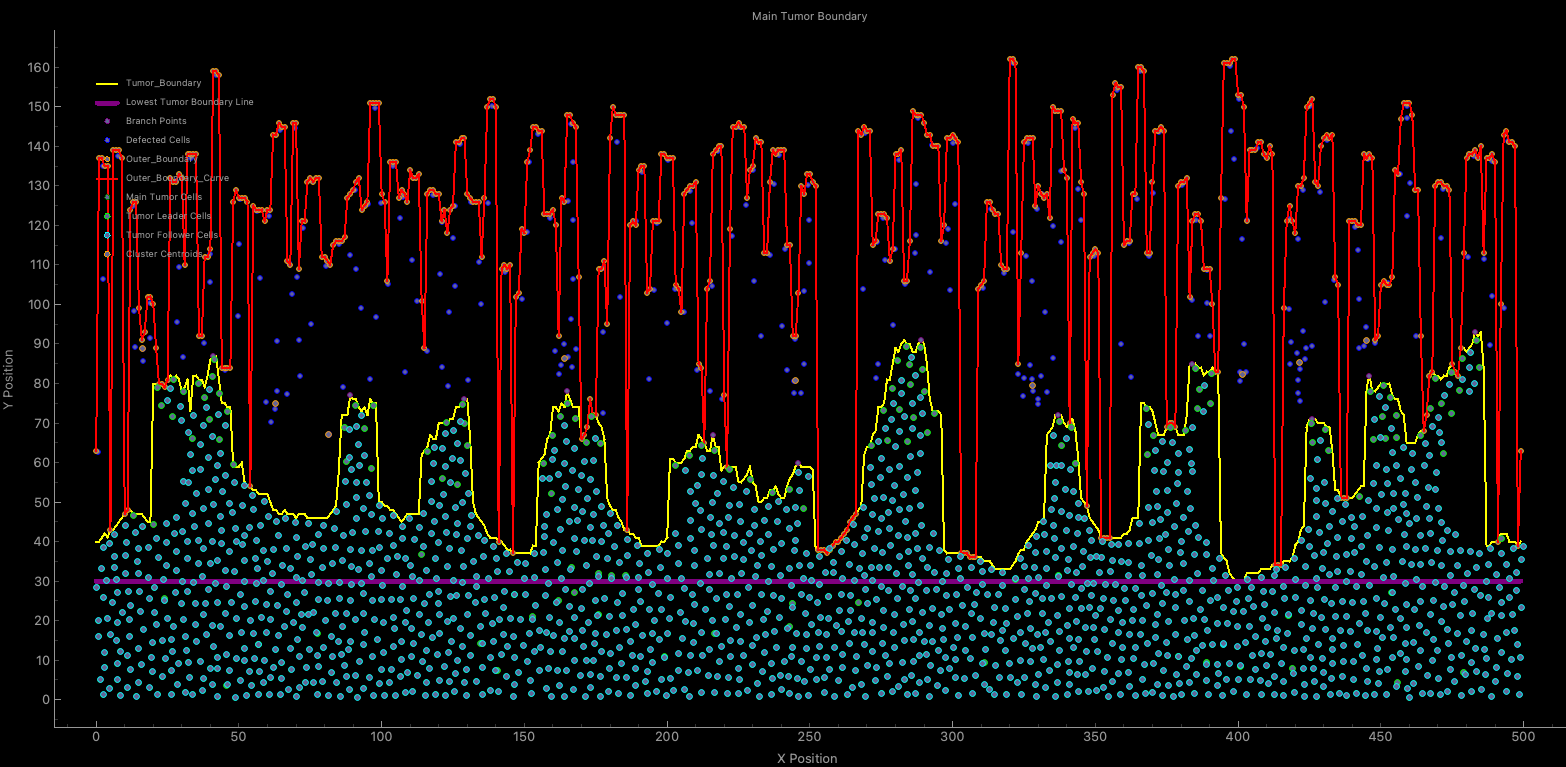 Main Tumor Boundary
160
150
140
130
120
110
100
90
80
70
60
50
40
30
20
10
0
Y Position
Tumor_Boundary
Lowest Tumor Boundary Line
Branch Points
Defected Cells
Outer_Boundary
Outer_Boundary_Curve
Main Tumor Cells
Tumor Leader Cells
Tumor Follower Cells
Cluster Centroids
0 50 100 150 200 250 300 350 400 450 500
X Position